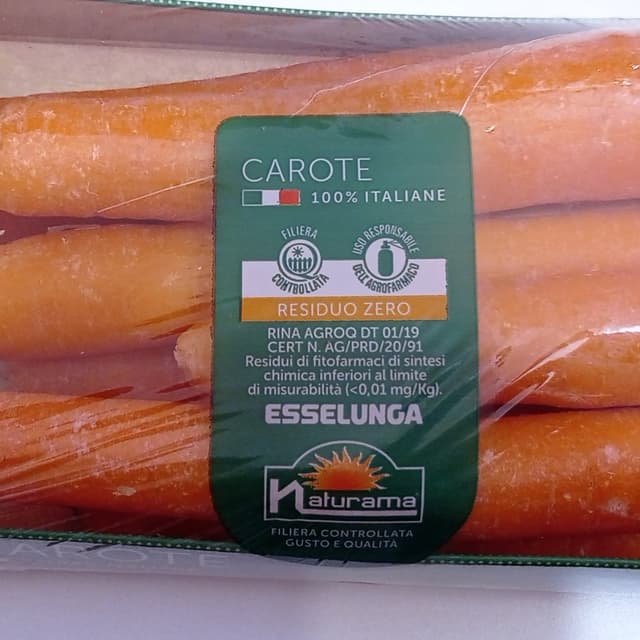 CAROTE
100% ITALIANE
FILIERA
CONTROLLATA
USO RESPONSABILE
DELL'AGROFARMACO
RESIDUO ZERO
RINA AGROQ DT 01/19
CERT N. AG/PRD/20/91
Residui di fitofarmaci di sintesi
chimica inferiori al limite
di misurabilità (<0,01 mg/Kg).
ESSELUNGA
Naturama
FILIERA CONTROLLATA
GUSTO E QUALITÀ
CAROTE